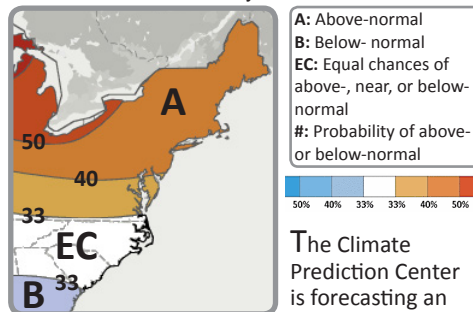 A
50
40
33
EC
33
B
A: Above-normal
B: Below- normal
EC: Equal chances of
above-, near, or below-
normal
#: Probability of above-
or below-normal
50% 40% 33% 33% 40% 50%
The Climate
Prediction Center
is forecasting an